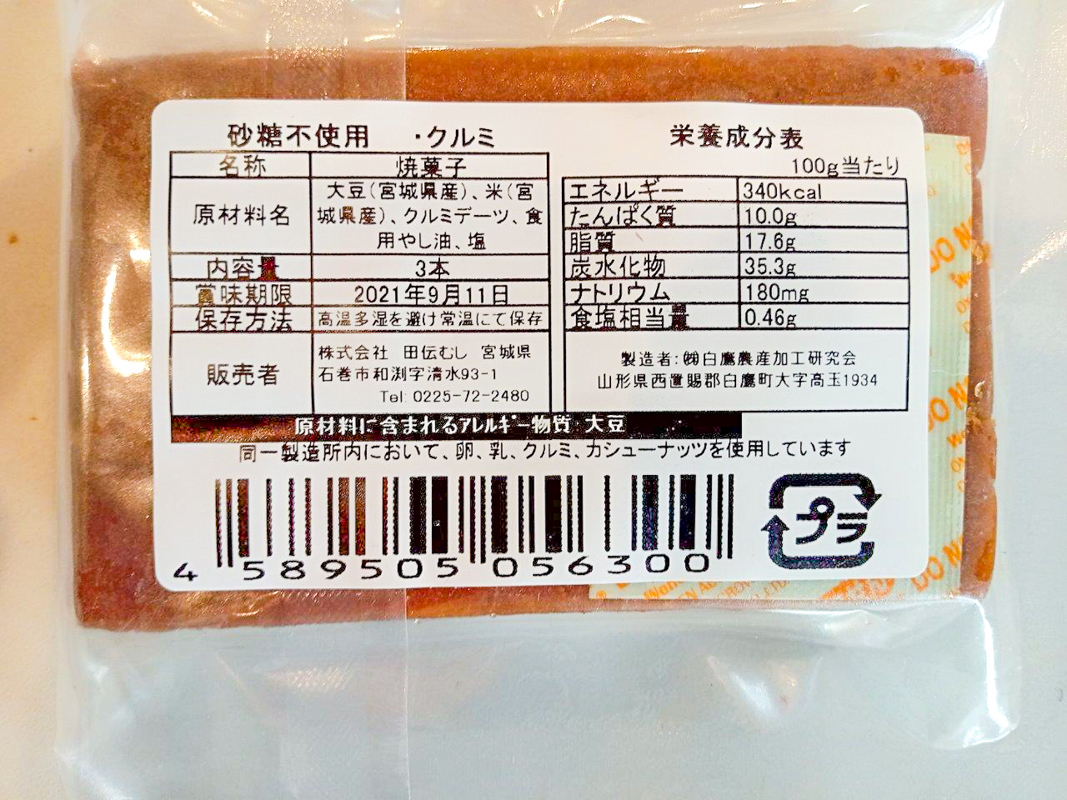 砂糖不使用 ・クルミ
名称 焼菓子
原材料名 大豆(宮城県産)、米(宮
城県産)、クルミデーツ、食
用やし油、塩
内容量 3本
賞味期限 2021年9月11日
保存方法 高温多湿を避け常温にて保存
販売者 株式会社 田伝むし 宮城県
石巻市和渕字清水93-1
Tel 0225-72-2480
栄養成分表
100g当たり
エネルギー 340kcal
たんぱく質 10.0g
脂質 17.6g
炭水化物 35.3g
ナトリウム 180mg
食塩相当量 0.46g
製造者:㈱白鷹農産加工研究会
山形県西置賜郡白鷹町大字高玉1934
原材料に含まれるアレルギー物質 大豆
同一製造所内において、卵、乳、クルミ、カシューナッツを使用しています
4 589505 056300
プラ
DO N
DO N
DO NO